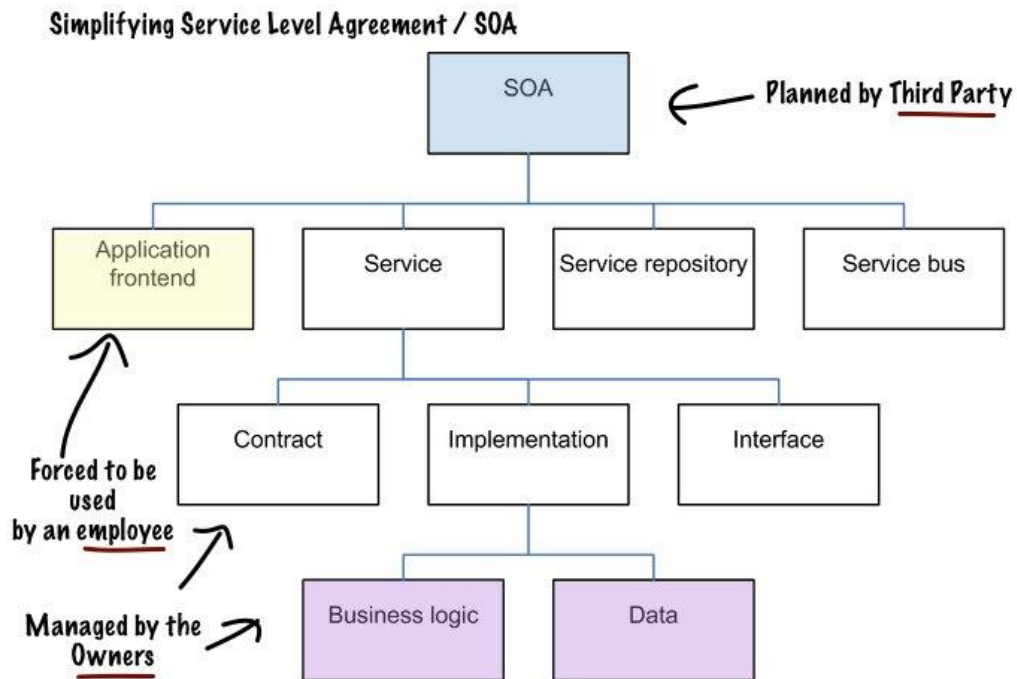 Simplifying Service Level Agreement / SOA
SOA
Planned by Third Party
Application
frontend
Service
Service repository
Service bus
Contract
Implementation
Interface
Forced to be
used
by an employee
Business logic
Data
Managed by the
Owners